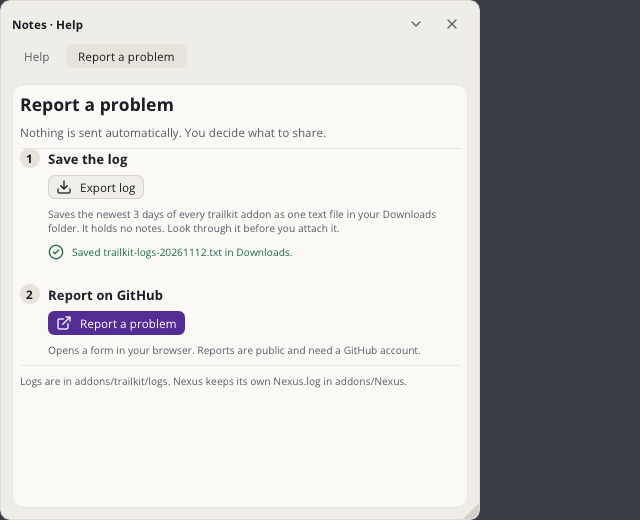 Notes · Help
Help
Report a problem
Report a problem
Nothing is sent automatically. You decide what to share.
1 Save the log
Export log
Saves the newest 3 days of every trailkit addon as one text file in your Downloads
folder. It holds no notes. Look through it before you attach it.
Saved trailkit-logs-20261112.txt in Downloads.
2 Report on GitHub
Report a problem
Opens a form in your browser. Reports are public and need a GitHub account.
Logs are in addons/trailkit/logs. Nexus keeps its own Nexus.log in addons/Nexus.